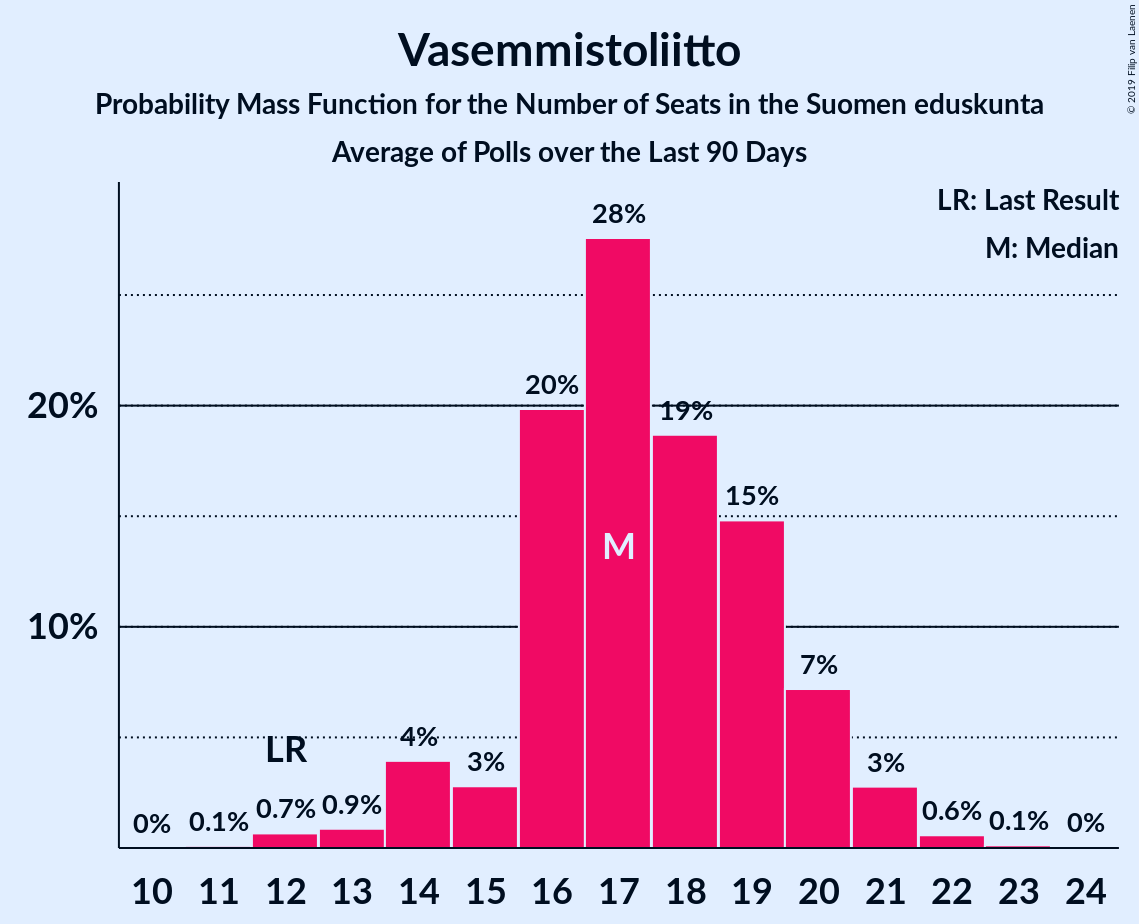 Vasemmistoliitto
Probability Mass Function for the Number of Seats in the Suomen eduskunta
Average of Polls over the Last 90 Days
© 2019 Filip van Laenen
LR: Last Result
M: Median
28%
20%
20%
19%
15%
M
10%
7%
LR
4%
3%
3%
0%
0.1%
0.7%
0.9%
0.6%
0.1%
0%
10 11 12 13 14 15 16 17 18 19 20 21 22 23 24